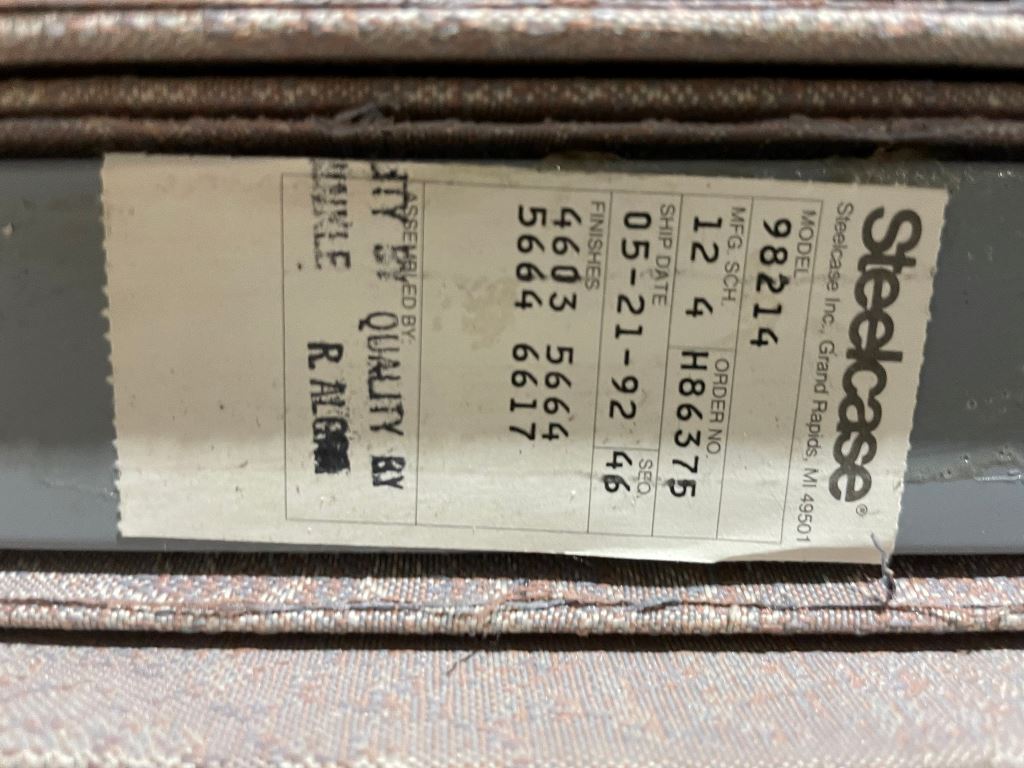 Steelcase®
Steelcase Inc., Grand Rapids, MI 49501
MODEL
98214
MFG. SCH. ORDER NO.
12 4 H86375
SHIP DATE SEQ.
05-21-92 46
FINISHES
4603 5664
5664 6617
ASSEMBLED BY:
QUALITY BY
R